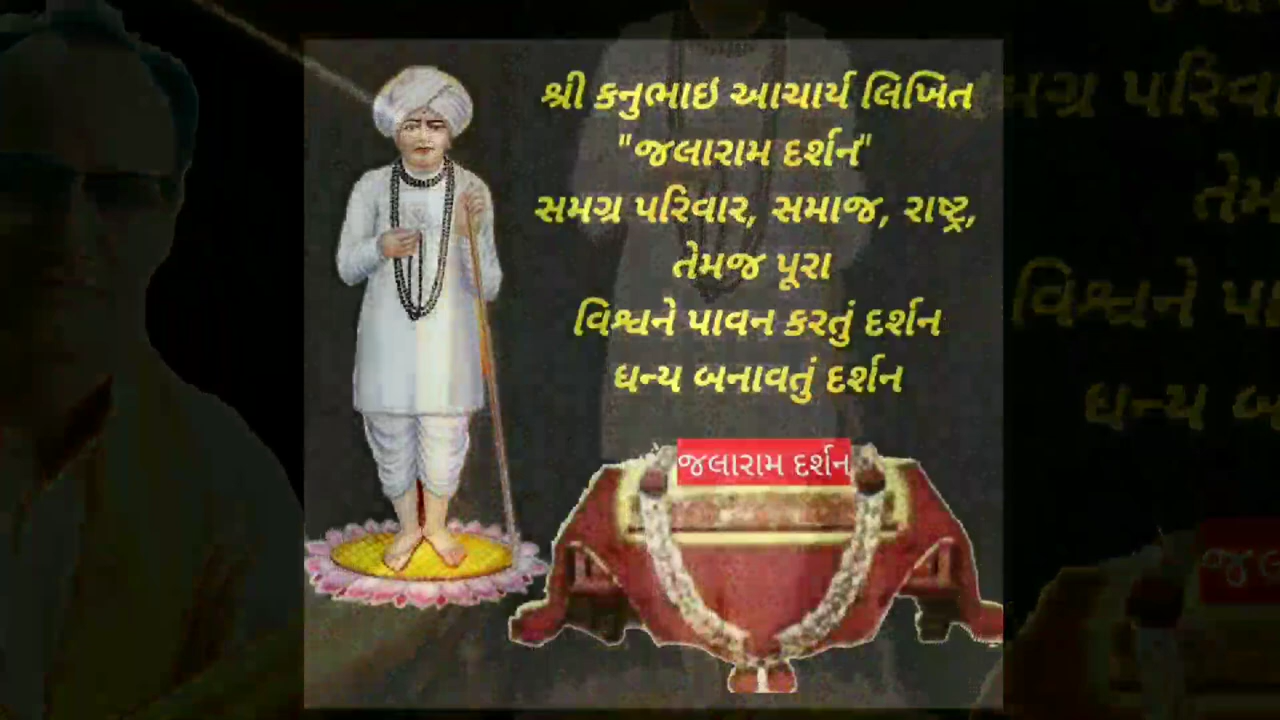 શ્રી કનુભાઇ આચાર્ય લિખિત
"જલારામ દર્શન"
સમગ્ર પરિવાર, સમાજ, રાષ્ટ્ર,
તેમજ પૂરા
વિશ્વને પાવન કરતું દર્શન
ધન્ય બનાવતું દર્શન
જલારામ દર્શન